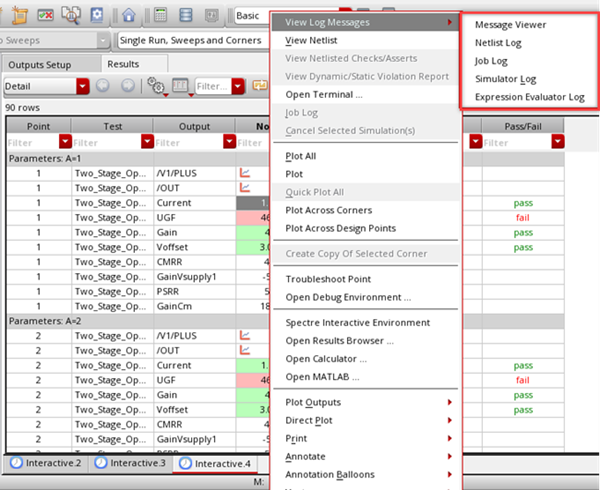 Basic
Sweeps
Single Run, Sweeps and Corners
Outputs Setup
Results
Detail
Filter...
90 rows
Point Test Output Pass/Fail
Filter Filter Filter Filter
Parameters: A=1
1 Two_Stage_Op... /V1/PLUS
1 Two_Stage_Op... /OUT
1 Two_Stage_Op... Current 1. pass
1 Two_Stage_Op... UGF 46 fail
1 Two_Stage_Op... Gain 4 pass
1 Two_Stage_Op... Voffset 3.0 pass
1 Two_Stage_Op... CMRR 4
1 Two_Stage_Op... GainVsupply1 -5
1 Two_Stage_Op... PSRR 5
1 Two_Stage_Op... GainCm 18
Parameters: A=2
2 Two_Stage_Op... /V1/PLUS
2 Two_Stage_Op... /OUT
2 Two_Stage_Op... Current 1. pass
2 Two_Stage_Op... UGF 46 fail
2 Two_Stage_Op... Gain 4 pass
2 Two_Stage_Op... Voffset 3.0 pass
2 Two_Stage_Op... CMRR 4
2 Two_Stage_Op... GainVsupply1 -5
Interactive.2 Interactive.3 Interactive.4
M:
View Log Messages
View Netlist
View Netlisted Checks/Asserts
View Dynamic/Static Violation Report
Open Terminal ...
Job Log
Cancel Selected Simulation(s)
Plot All
Plot
Quick Plot All
Plot Across Corners
Plot Across Design Points
Create Copy Of Selected Corner
Troubleshoot Point
Open Debug Environment ...
Spectre Interactive Environment
Open Results Browser ...
Open Calculator ...
Open MATLAB ...
Plot Outputs
Direct Plot
Print
Annotate
Annotation Balloons
Message Viewer
Netlist Log
Job Log
Simulator Log
Expression Evaluator Log